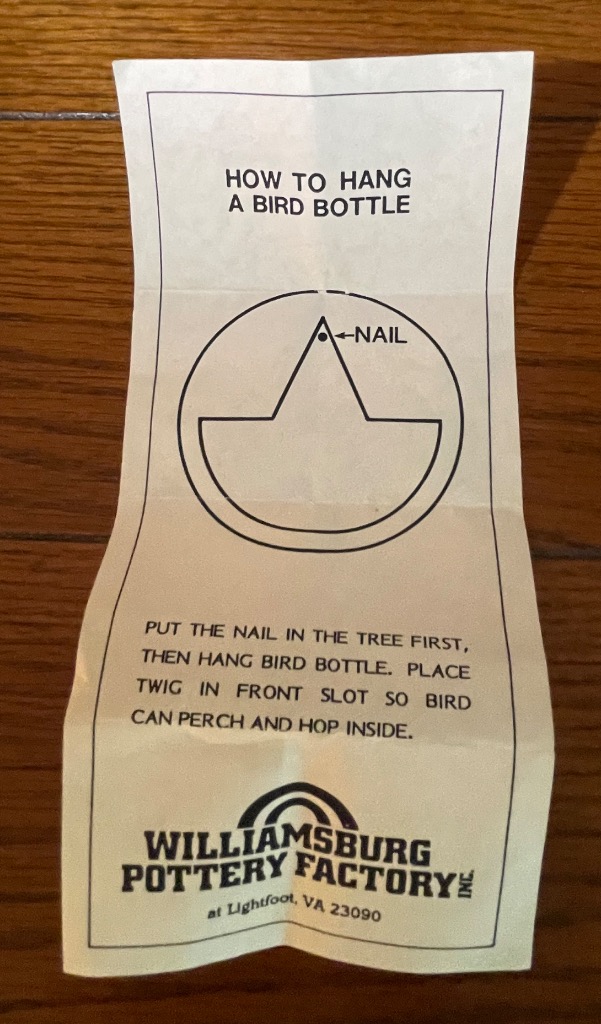 HOW TO HANG
A BIRD BOTTLE
←NAIL
PUT THE NAIL IN THE TREE FIRST,
THEN HANG BIRD BOTTLE. PLACE
TWIG IN FRONT SLOT SO BIRD
CAN PERCH AND HOP INSIDE.
WILLIAMSBURG
POTTERY FACTORY INC.
at Lightfoot, VA 23090